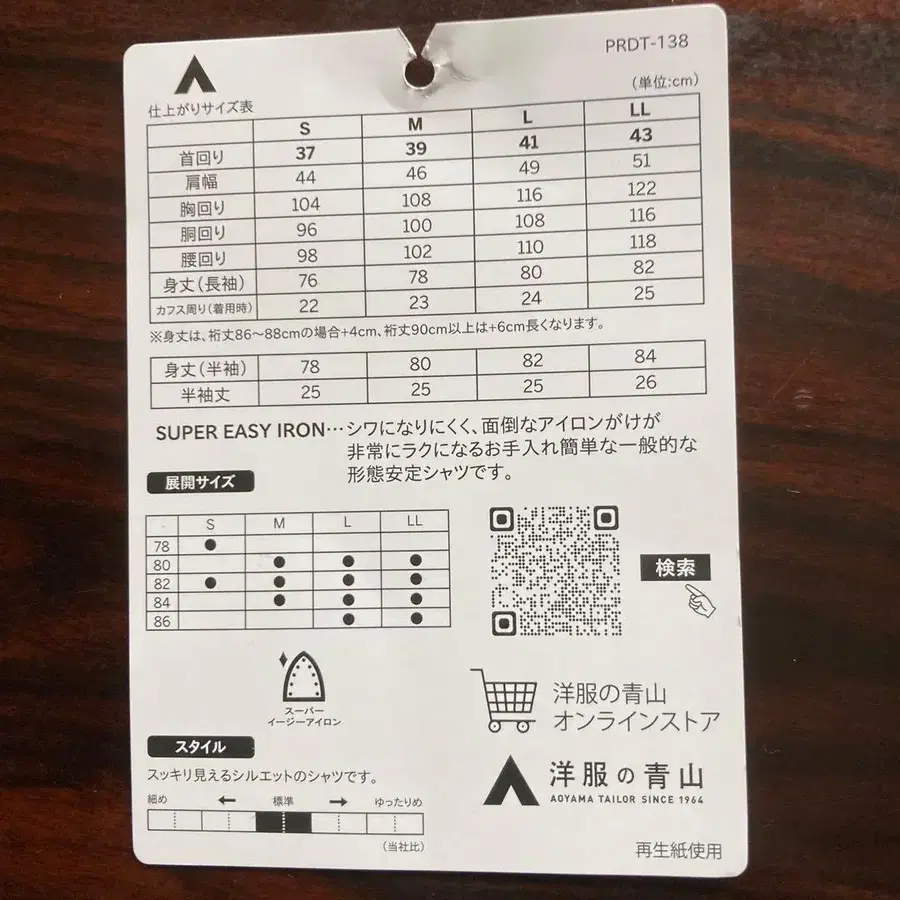 PRDT-138
仕上がりサイズ表 (単位:cm)
S M L LL
首回り 37 39 41 43
肩幅 44 46 49 51
胸回り 104 108 116 122
胴回り 96 100 108 116
腰回り 98 102 110 118
身丈(長袖) 76 78 80 82
カフス周り(着用時) 22 23 24 25
※身丈は、裄丈86〜88cmの場合+4cm、裄丈90cm以上は+6cm長くなります。
身丈(半袖) 78 80 82 84
半袖丈 25 25 25 26
SUPER EASY IRON…シワになりにくく、面倒なアイロンがけが
非常にラクになるお手入れ簡単な一般的な
形態安定シャツです。
展開サイズ
- S M L LL
78 ●
80 ● ● ●
82 ● ● ● ●
84 ● ● ●
86 ● ●
検索
スーパー
イージーアイロン
洋服の青山
オンラインストア
スタイル
スッキリ見えるシルエットのシャツです。
細め ← 標準 → ゆったりめ
(当社比)
洋服の青山
AOYAMA TAILOR SINCE 1964
再生紙使用